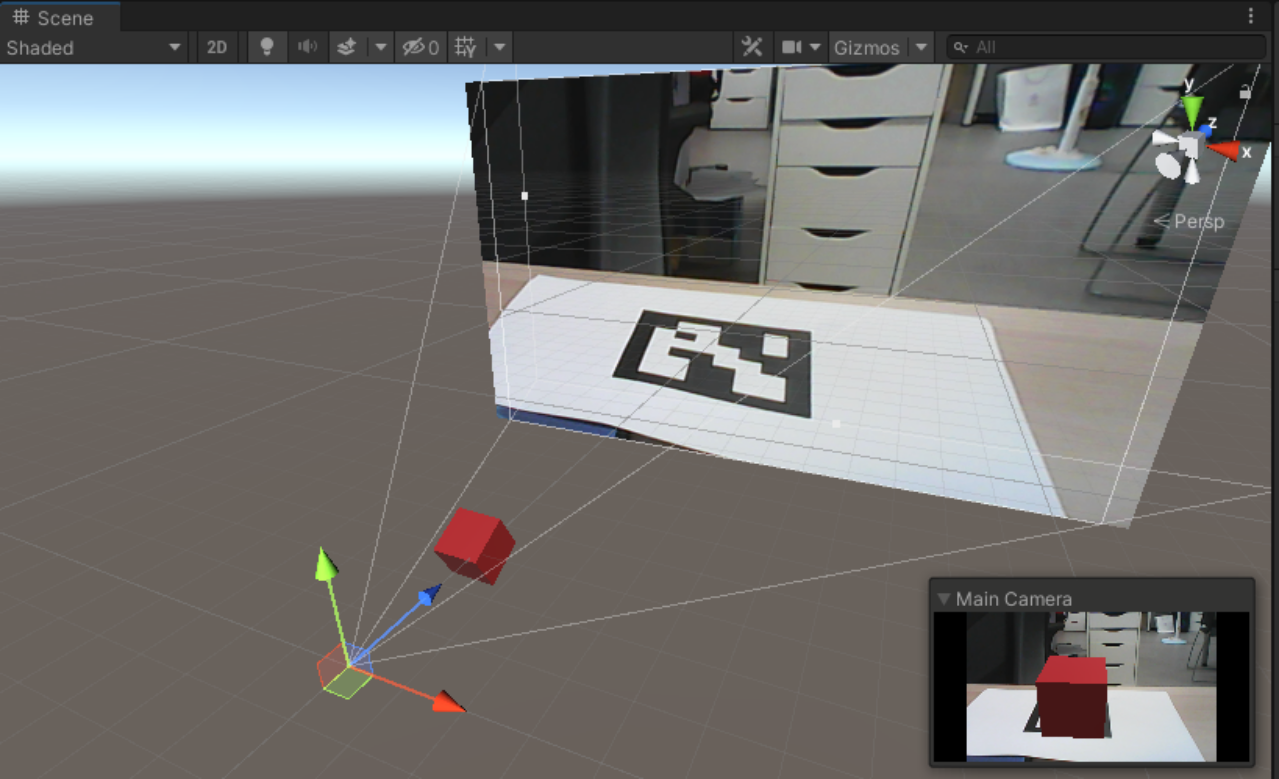 Scene
Shaded 2D 0 Gizmos All
y
z
x
< Persp
Main Camera